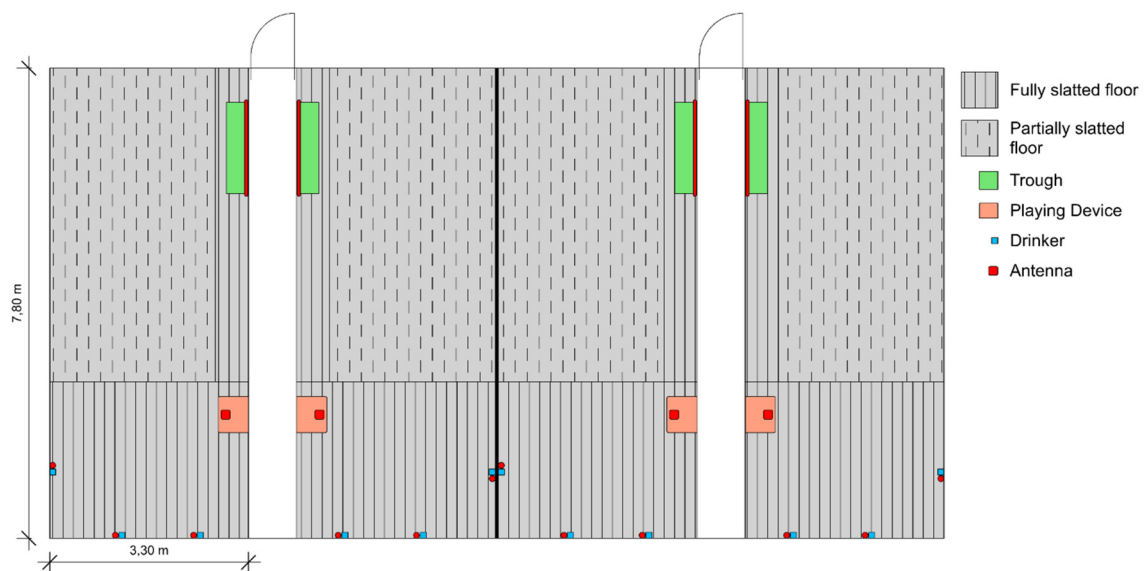 Fully slatted floor
Partially slatted
floor
Trough
Playing Device
Drinker
Antenna
7,80 m
3,30 m